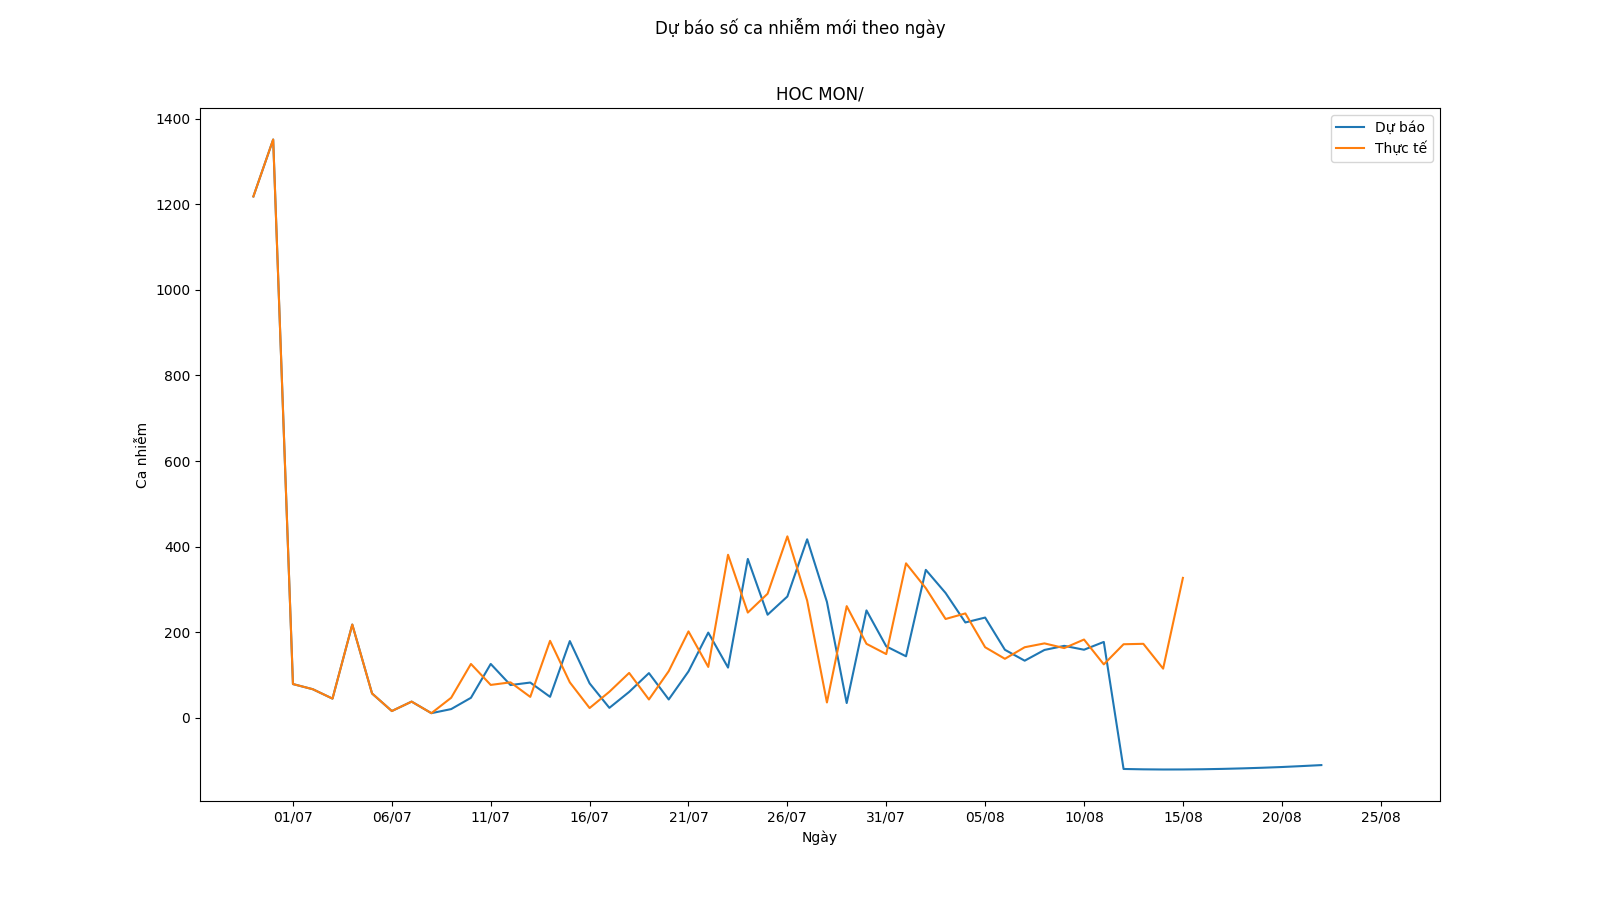 Dự báo số ca nhiễm mới theo ngày
HOC MON/
Dự báo
Thực tế
1400
1200
1000
800
600
400
200
0
Ca nhiễm
01/07 06/07 11/07 16/07 21/07 26/07 31/07 05/08 10/08 15/08 20/08 25/08
Ngày